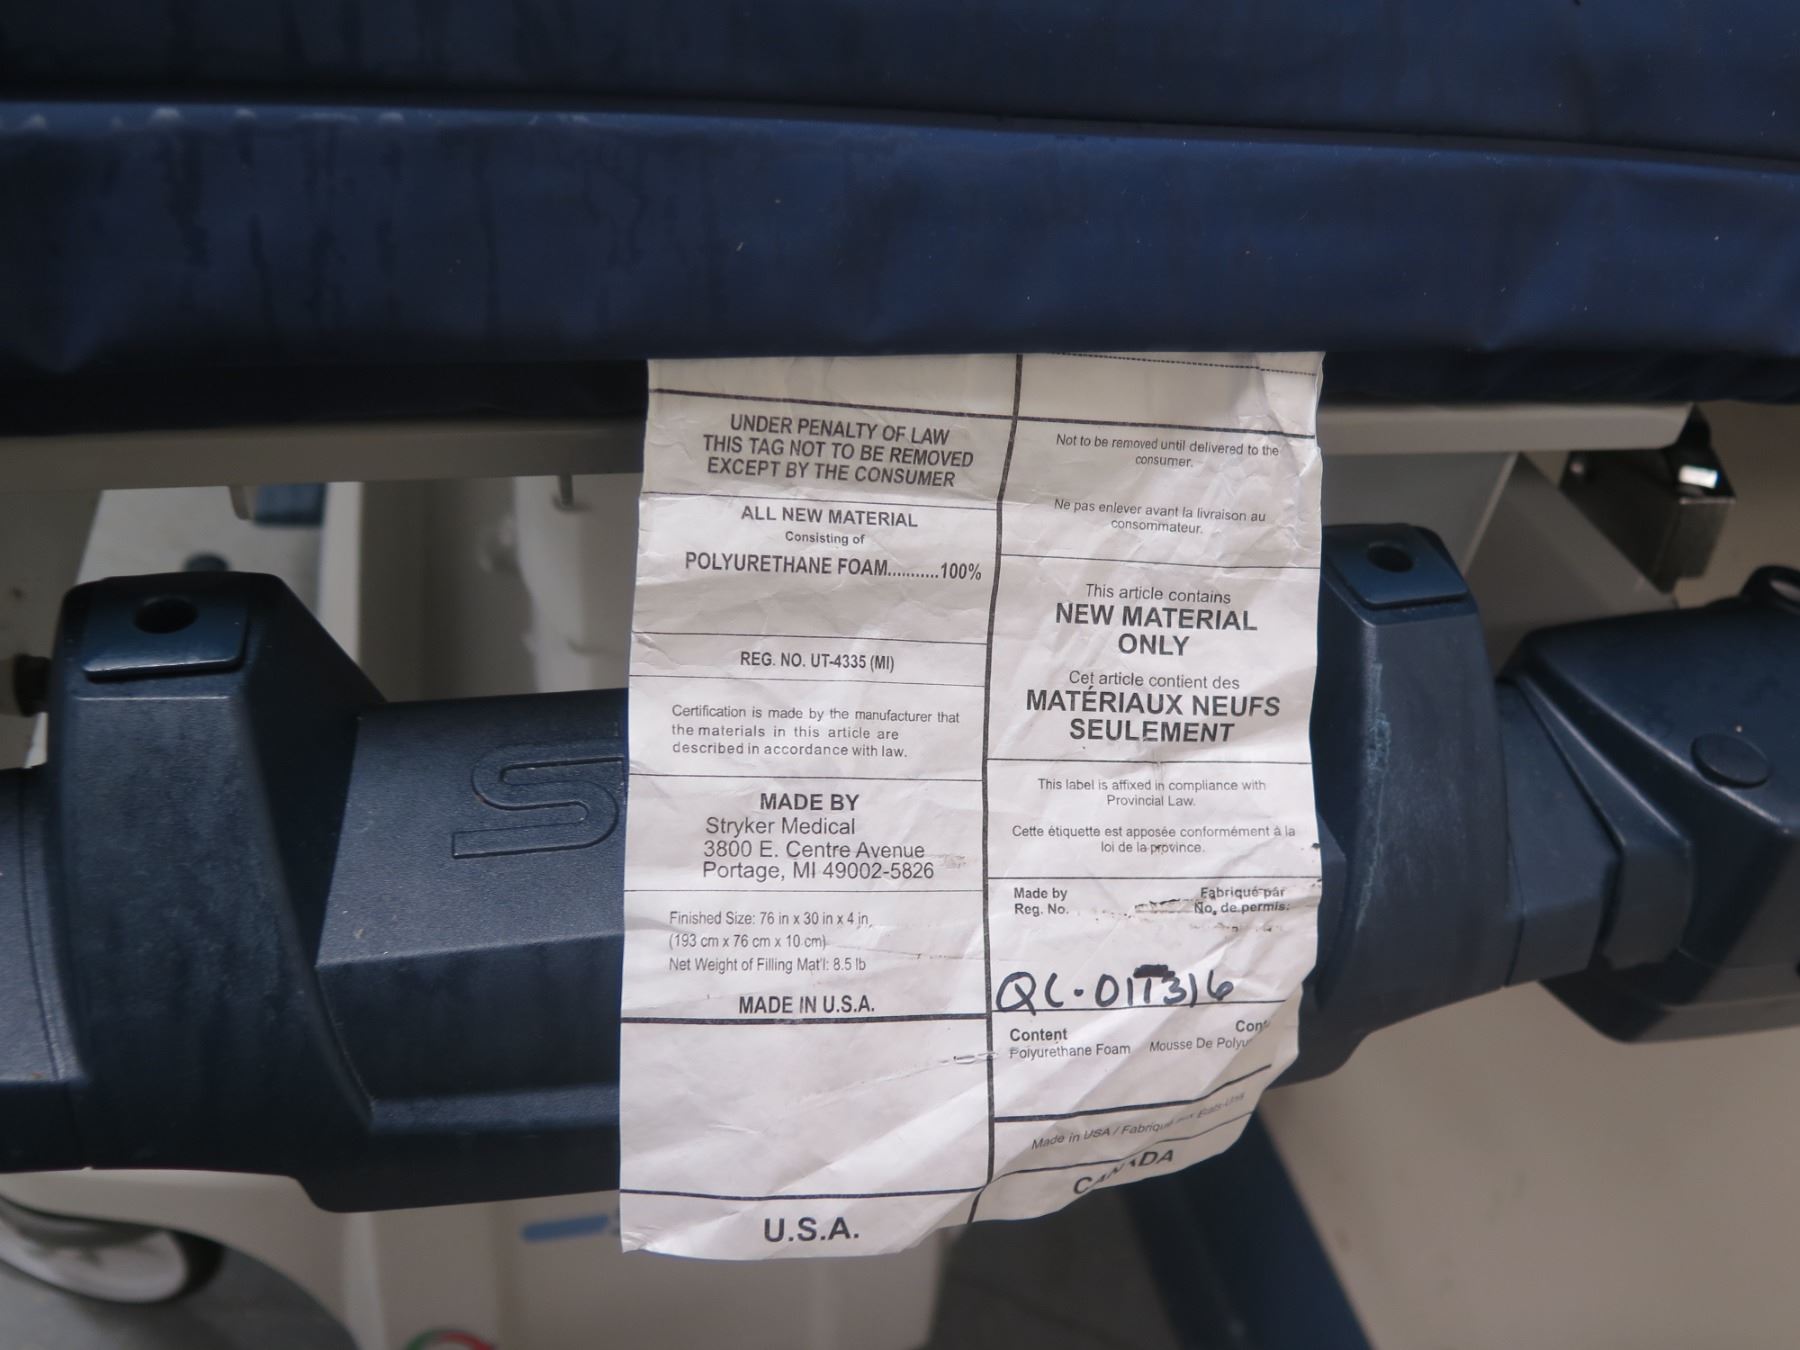 UNDER PENALTY OF LAW
THIS TAG NOT TO BE REMOVED
EXCEPT BY THE CONSUMER
ALL NEW MATERIAL
Consisting of
POLYURETHANE FOAM..........100%
REG. NO. UT-4335 (MI)
Certification is made by the manufacturer that
the materials in this article are
described in accordance with law.
MADE BY
Stryker Medical
3800 E. Centre Avenue
Portage, MI 49002-5826
Finished Size: 76 in x 30 in x 4 in.
(193 cm x 76 cm x 10 cm)
Net Weight of Filling Mat'l: 8.5 lb
MADE IN U.S.A.
U.S.A.
Not to be removed until delivered to the
consumer.
Ne pas enlever avant la livraison au
consommateur.
This article contains
NEW MATERIAL
ONLY
Cet article contient des
MATÉRIAUX NEUFS
SEULEMENT
This label is affixed in compliance with
Provincial Law.
Cette étiquette est apposée conformément à la
loi de la province.
Made by Fabriqué par
Reg. No. No. de permis:
Content
Polyurethane Foam Mousse De
Made in USA / Fabriqué aux États-Unis
CANADA
S